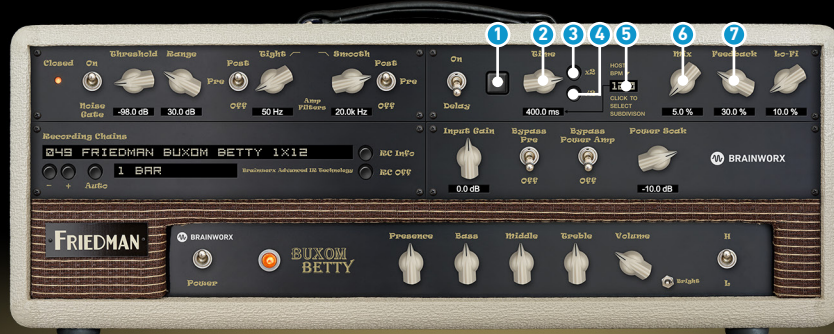 1 2 3 4 5 6 7
Closed On Threshold Range Tight Smooth
Post Pre Post Pre
Noise Gate -98.0 dB 30.0 dB Off 50 Hz Amp Filters 20.0k Hz Off
On Time x2 HOST BPM Mix Feedback Lo-Fi
Delay 400.0 ms CLICK TO SELECT SUBDIVISON 5.0 % 30.0 % 10.0 %
Recording Chains
049 FRIEDMAN BUXOM BETTY 1X12 RC Info
- + Auto 1 BAR Brainworx Advanced IR Technology RC Off
Input Gain Bypass Pre Bypass Power Amp Power Soak
0.0 dB Off Off -10.0 dB
BRAINWORX
FRIEDMAN
BRAINWORX
Power
BUXOM BETTY
Presence Bass Middle Treble Volume H
Bright L